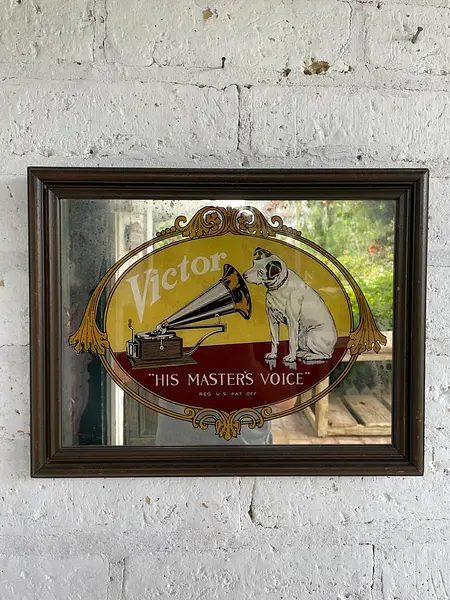 Victor
"HIS MASTER'S VOICE"
REG. U.S. PAT. OFF.